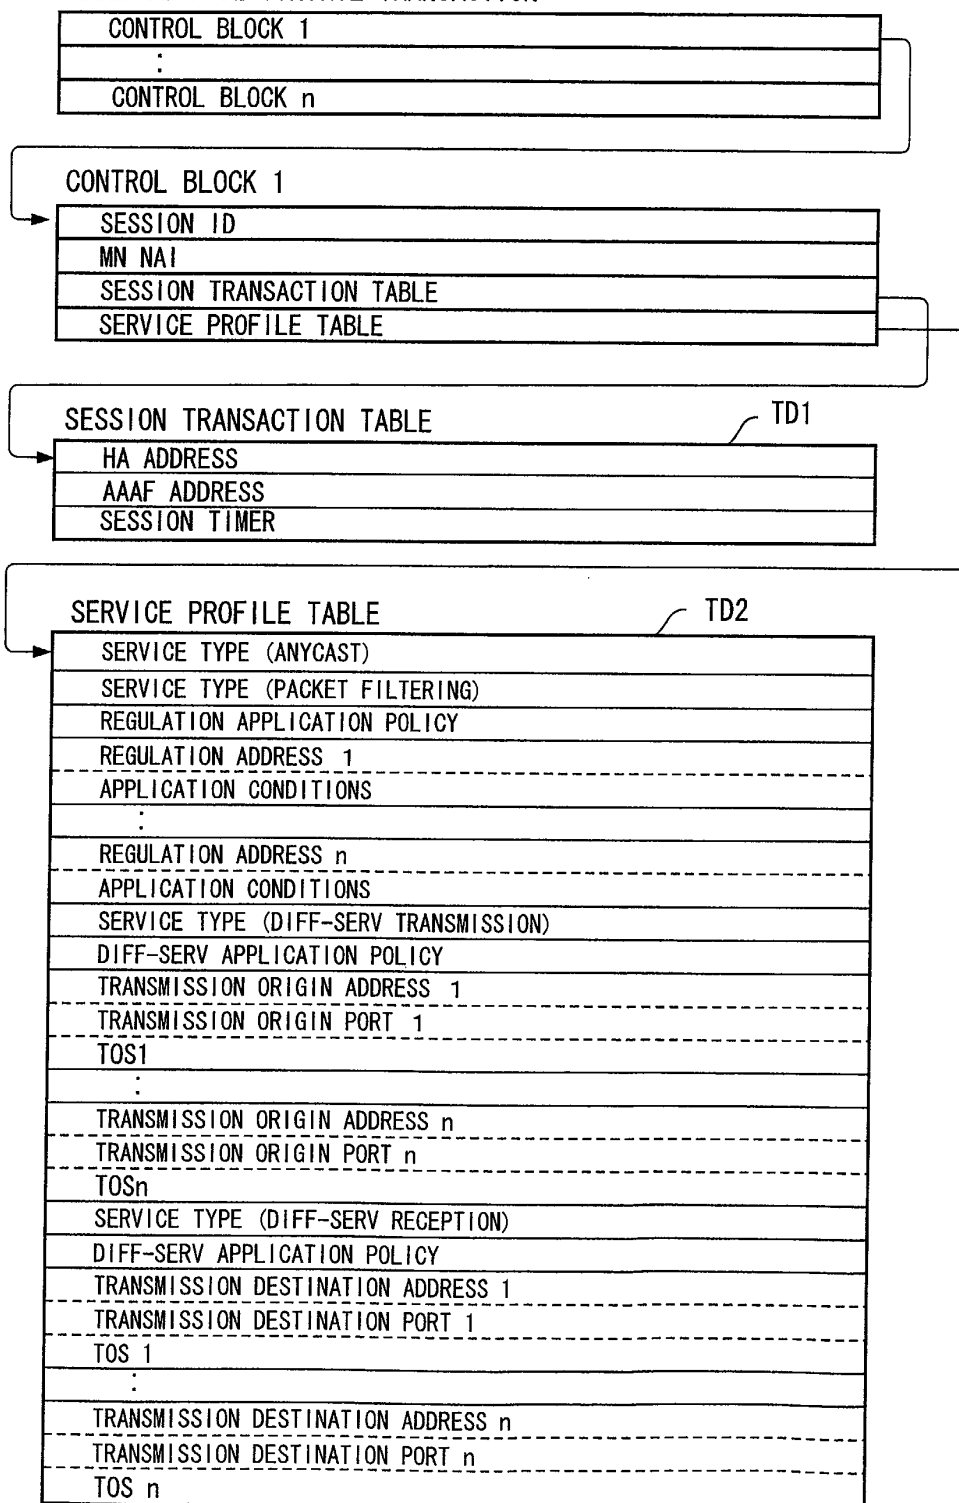 CONTROL BLOCK 1
:
CONTROL BLOCK n
CONTROL BLOCK 1
SESSION ID
MN NAI
SESSION TRANSACTION TABLE
SERVICE PROFILE TABLE
SESSION TRANSACTION TABLE
TD1
HA ADDRESS
AAAF ADDRESS
SESSION TIMER
SERVICE PROFILE TABLE
TD2
SERVICE TYPE (ANYCAST)
SERVICE TYPE (PACKET FILTERING)
REGULATION APPLICATION POLICY
REGULATION ADDRESS 1
APPLICATION CONDITIONS
:
REGULATION ADDRESS n
APPLICATION CONDITIONS
SERVICE TYPE (DIFF-SERV TRANSMISSION)
DIFF-SERV APPLICATION POLICY
TRANSMISSION ORIGIN ADDRESS 1
TRANSMISSION ORIGIN PORT 1
TOS1
:
TRANSMISSION ORIGIN ADDRESS n
TRANSMISSION ORIGIN PORT n
TOSn
SERVICE TYPE (DIFF-SERV RECEPTION)
DIFF-SERV APPLICATION POLICY
TRANSMISSION DESTINATION ADDRESS 1
TRANSMISSION DESTINATION PORT 1
TOS 1
:
TRANSMISSION DESTINATION ADDRESS n
TRANSMISSION DESTINATION PORT n
TOS n